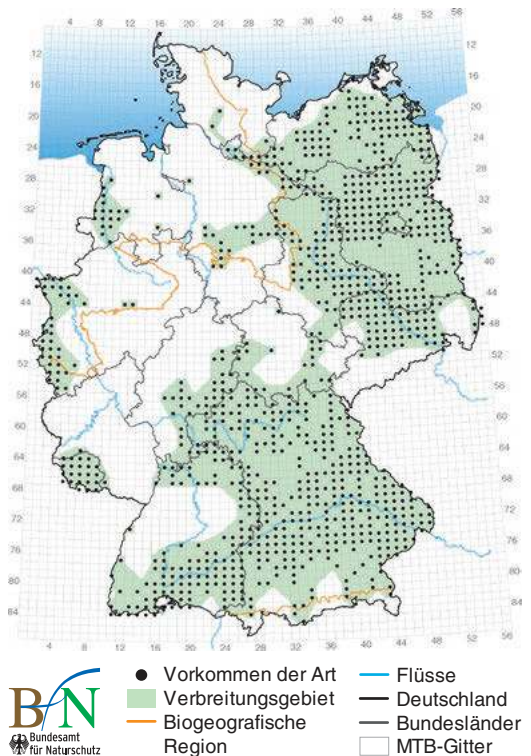 4 8 12 16 20 24 28 32 36 40 44 48 52 56
12 12
16 16
20 20
24 24
28 28
32 32
36 36
40 40
44 44
48 48
52 52
56 56
60 60
64 64
68 68
72 72
76 76
80 80
84 84
4 8 12 16 20 24 28 32 36 40 44 48 52 56
BfN
Bundesamt
für Naturschutz
Vorkommen der Art
Verbreitungsgebiet
Biogeografische
Region
Flüsse
Deutschland
Bundesländer
MTB-Gitter